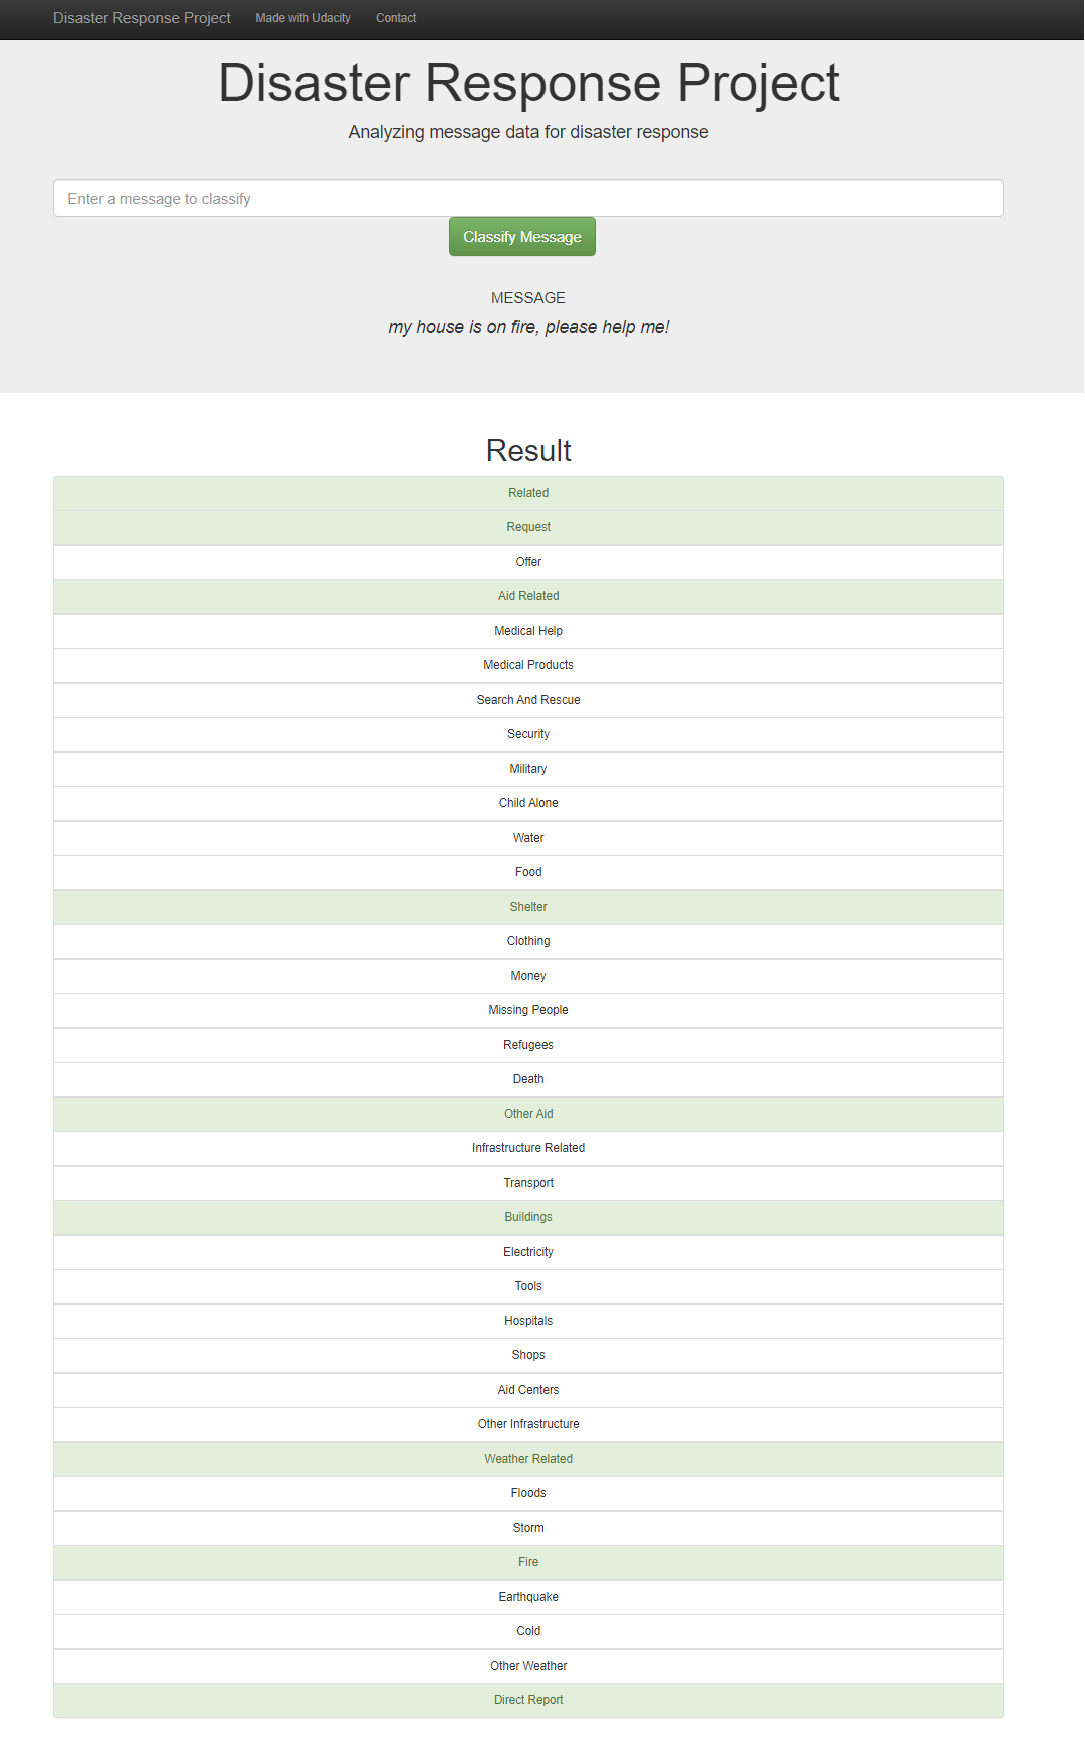 Disaster Response Project Made with Udacity Contact
Disaster Response Project
Analyzing message data for disaster response
Enter a message to classify
Classify Message
MESSAGE
my house is on fire, please help me!
Result
Related
Request
Offer
Aid Related
Medical Help
Medical Products
Search And Rescue
Security
Military
Child Alone
Water
Food
Shelter
Clothing
Money
Missing People
Refugees
Death
Other Aid
Infrastructure Related
Transport
Buildings
Electricity
Tools
Hospitals
Shops
Aid Centers
Other Infrastructure
Weather Related
Floods
Storm
Fire
Earthquake
Cold
Other Weather
Direct Report